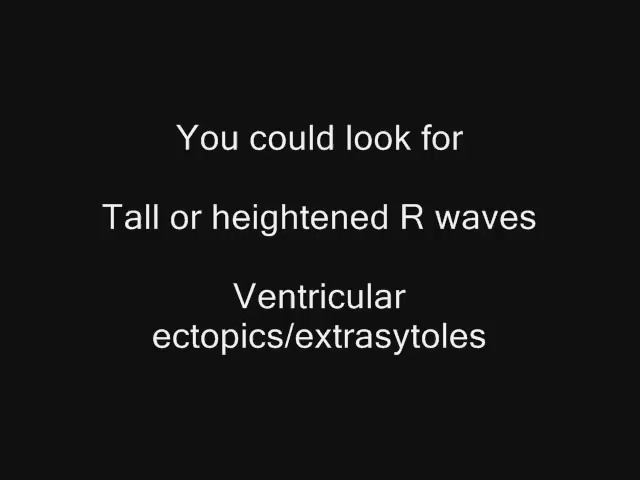 You could look for
Tall or heightened R waves
Ventricular
ectopics/extrasytoles